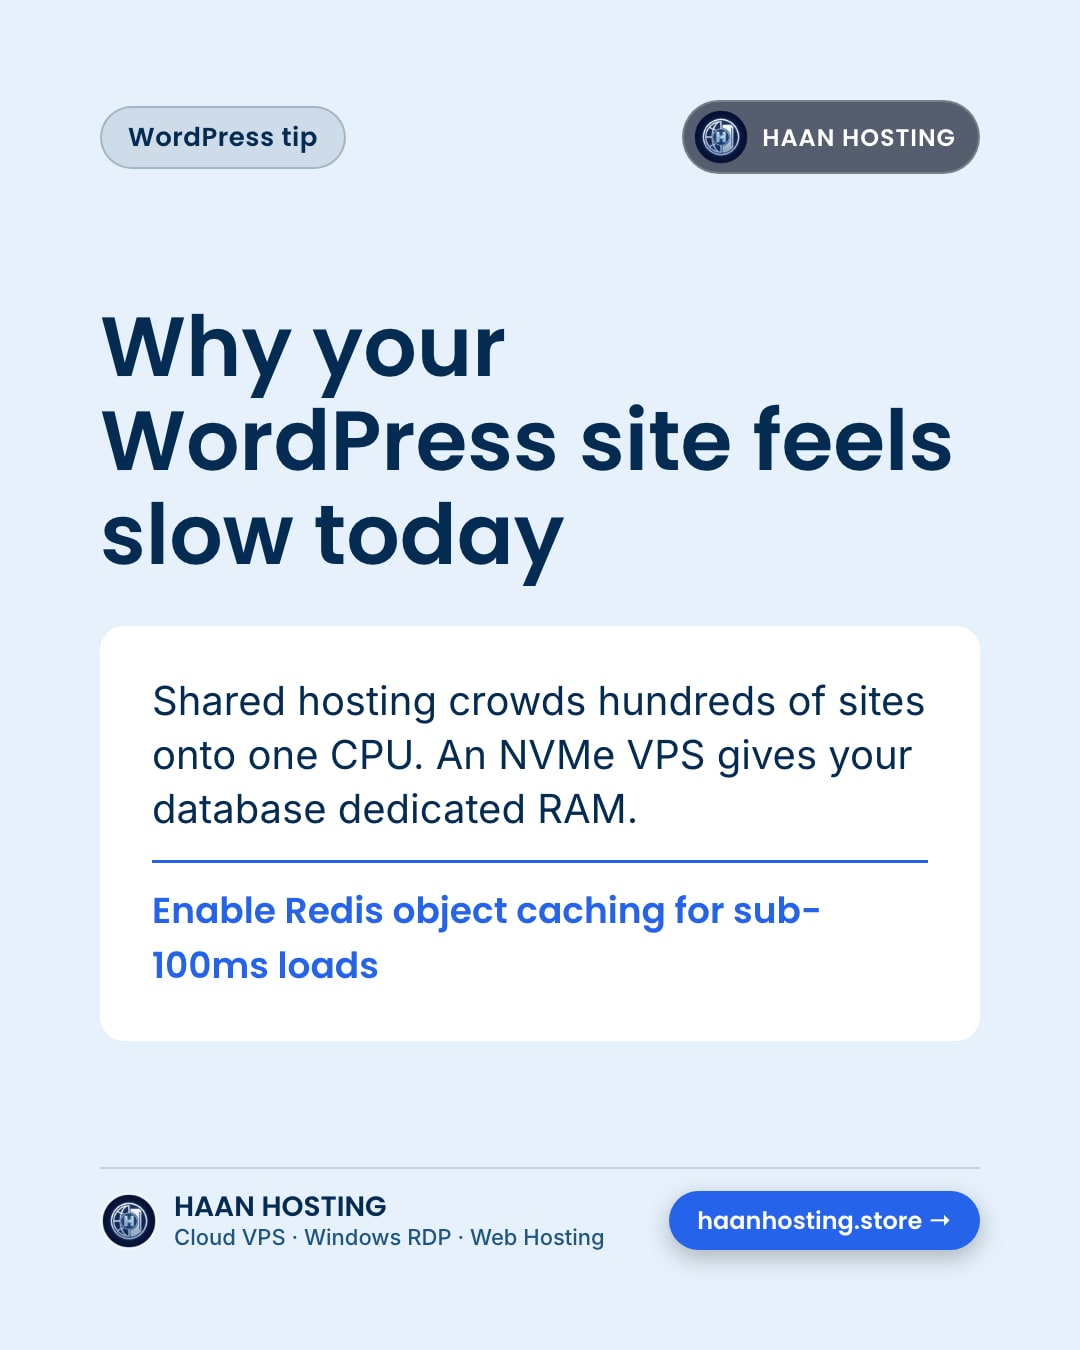 WordPress tip
HAAN HOSTING
Why your
WordPress site feels
slow today
Shared hosting crowds hundreds of sites
onto one CPU. An NVMe VPS gives your
database dedicated RAM.
Enable Redis object caching for sub-
100ms loads
HAAN HOSTING
Cloud VPS · Windows RDP · Web Hosting
haanhosting.store →